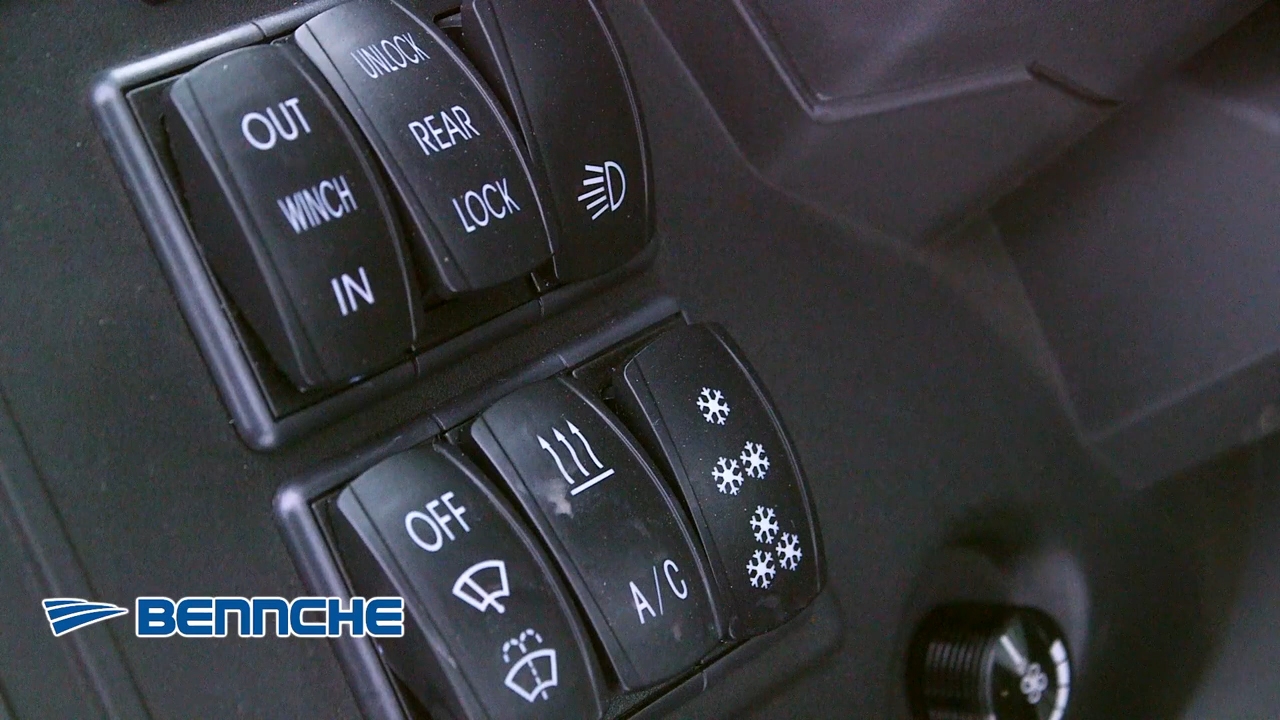 OUT
WINCH
IN
UNLOCK
REAR
LOCK
OFF
A/C
BENNCHE